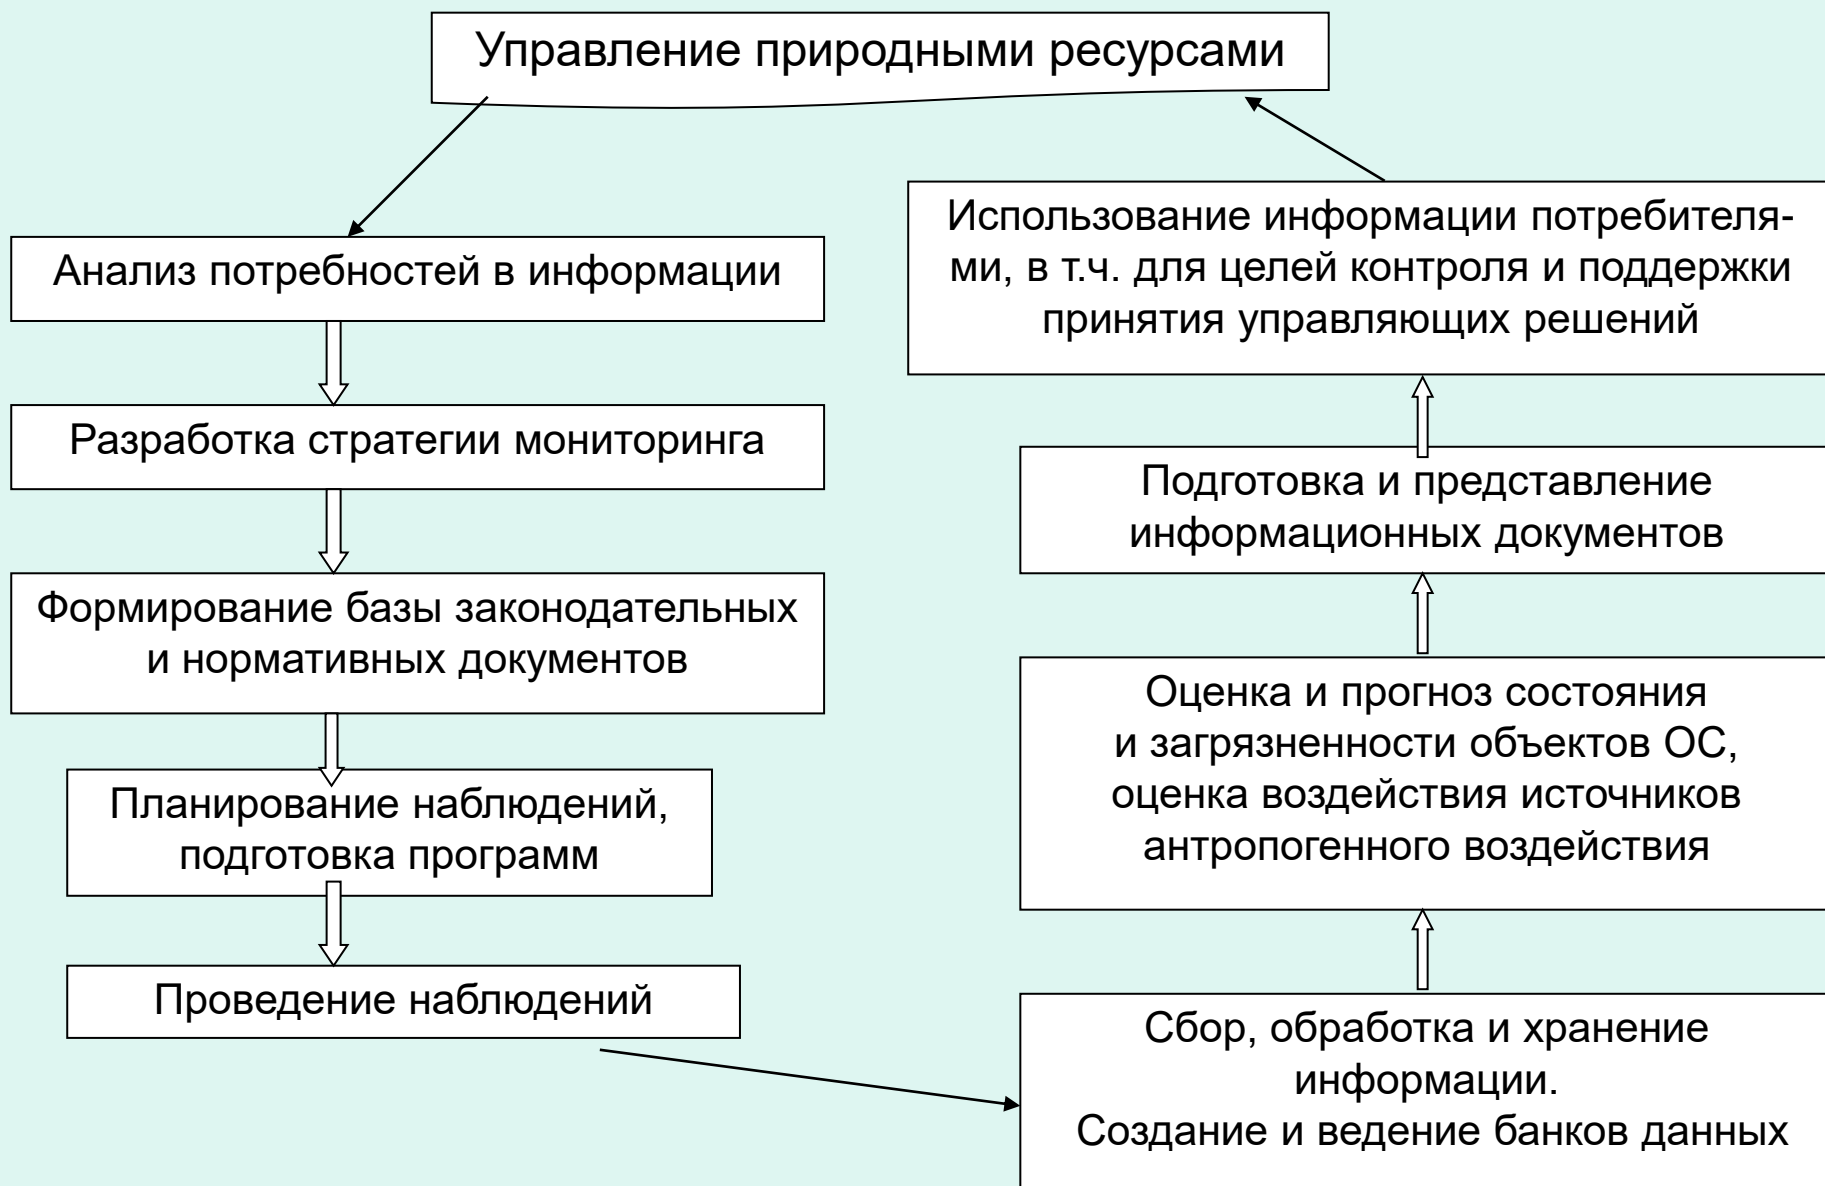 Управление природными ресурсами
Анализ потребностей в информации
Разработка стратегии мониторинга
Формирование базы законодательных
и нормативных документов
Планирование наблюдений,
подготовка программ
Проведение наблюдений
Сбор, обработка и хранение
информации.
Создание и ведение банков данных
Оценка и прогноз состояния
и загрязненности объектов ОС,
оценка воздействия источников
антропогенного воздействия
Подготовка и представление
информационных документов
Использование информации потребителя-
ми, в т.ч. для целей контроля и поддержки
принятия управляющих решений